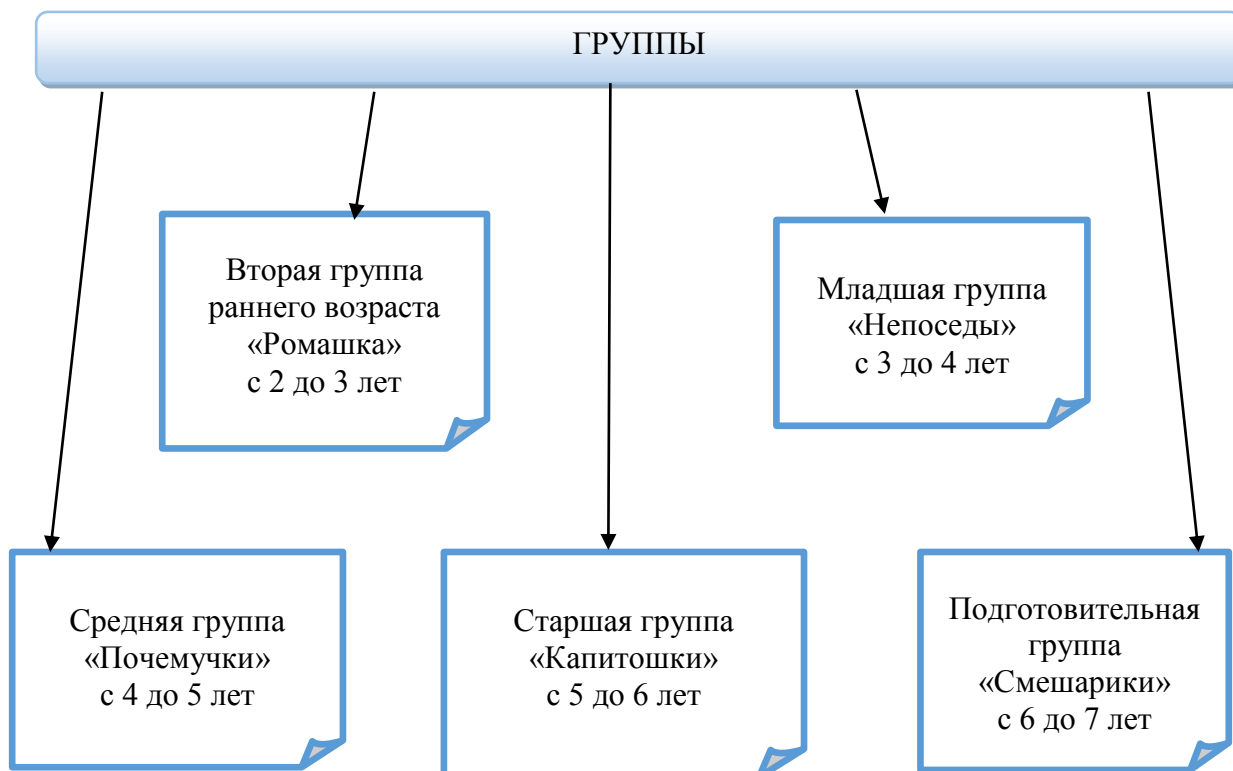 ГРУППЫ
Вторая группа
раннего возраста
«Ромашка»
с 2 до 3 лет
Младшая группа
«Непоседы»
с 3 до 4 лет
Средняя группа
«Почемучки»
с 4 до 5 лет
Старшая группа
«Капитошки»
с 5 до 6 лет
Подготовительная
группа
«Смешарики»
с 6 до 7 лет